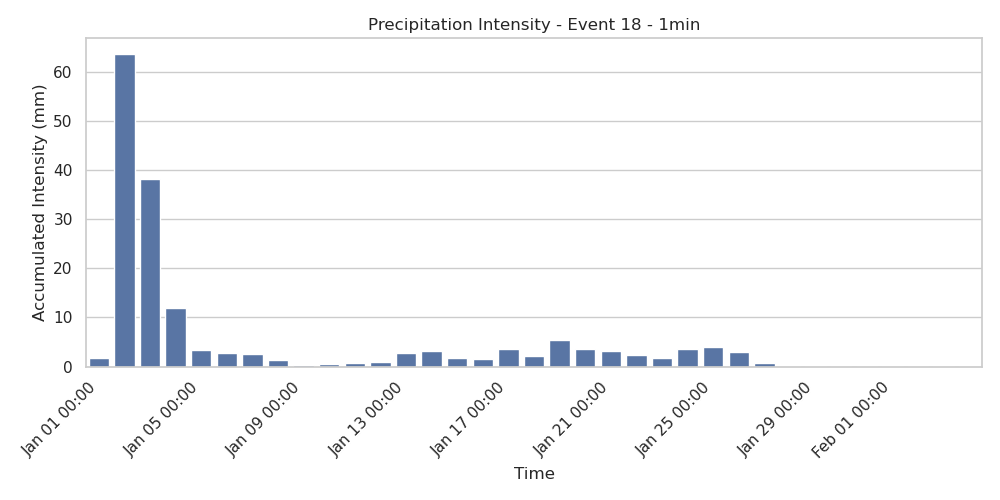 Precipitation Intensity - Event 18 - 1min
Accumulated Intensity (mm)
60
50
40
30
20
10
0
Jan 01 00:00
Jan 05 00:00
Jan 09 00:00
Jan 13 00:00
Jan 17 00:00
Jan 21 00:00
Jan 25 00:00
Jan 29 00:00
Feb 01 00:00
Time